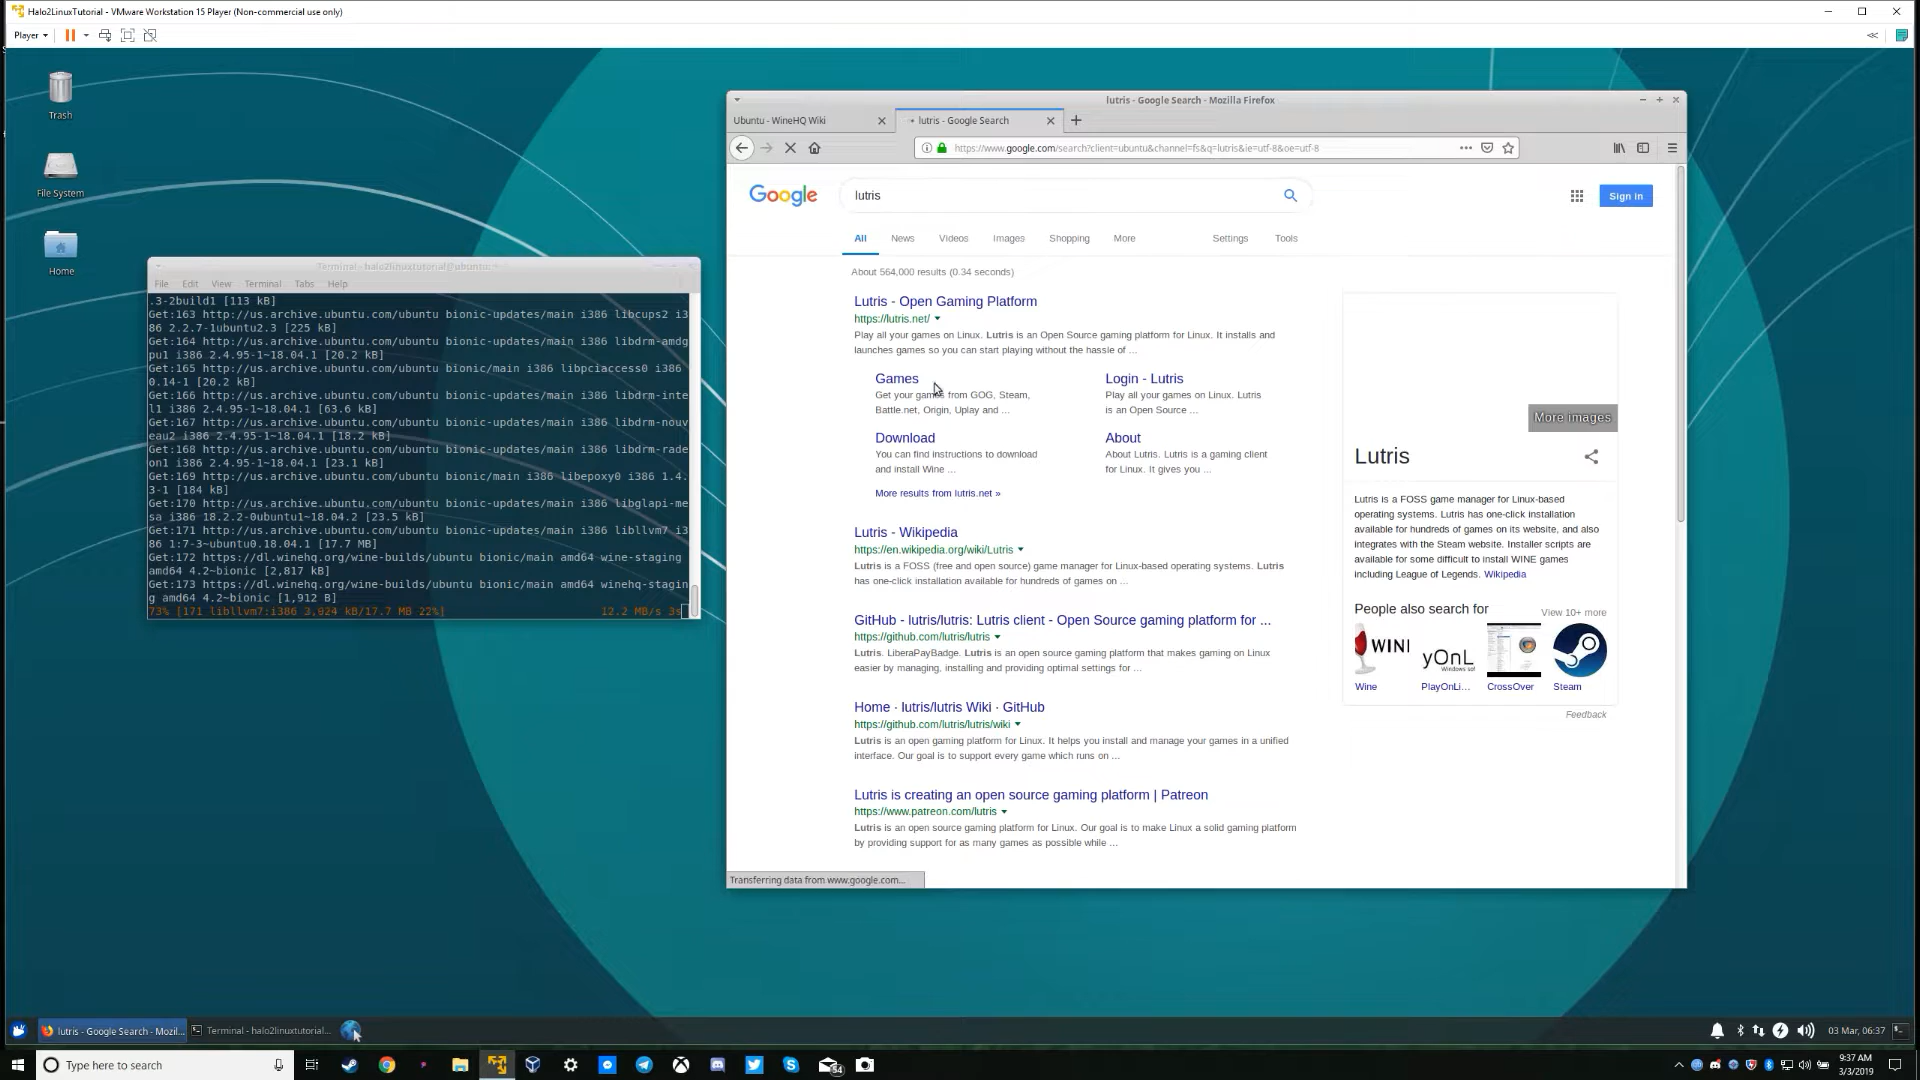 Halo2LinuxTutorial - VMware Workstation 15 Player (Non-commercial use only)
Player
Trash
File System
Home
Terminal - halo2linuxtutorial@ubuntu: ~
File Edit View Terminal Tabs Help
.3-2build1 [113 kB]
Get:163 http://us.archive.ubuntu.com/ubuntu bionic-updates/main i386 libcups2 i3
86 2.2.7-1ubuntu2.3 [225 kB]
Get:164 http://us.archive.ubuntu.com/ubuntu bionic-updates/main i386 libdrm-amdg
pu1 i386 2.4.95-1~18.04.1 [20.2 kB]
Get:165 http://us.archive.ubuntu.com/ubuntu bionic/main i386 libpciaccess0 i386
0.14-1 [20.2 kB]
Get:166 http://us.archive.ubuntu.com/ubuntu bionic-updates/main i386 libdrm-inte
l1 i386 2.4.95-1~18.04.1 [63.6 kB]
Get:167 http://us.archive.ubuntu.com/ubuntu bionic-updates/main i386 libdrm-nouv
eau2 i386 2.4.95-1~18.04.1 [18.2 kB]
Get:168 http://us.archive.ubuntu.com/ubuntu bionic-updates/main i386 libdrm-rade
on1 i386 2.4.95-1~18.04.1 [23.1 kB]
Get:169 http://us.archive.ubuntu.com/ubuntu bionic/main i386 libepoxy0 i386 1.4.
3-1 [184 kB]
Get:170 http://us.archive.ubuntu.com/ubuntu bionic-updates/main i386 libglapi-me
sa i386 18.2.2-0ubuntu1~18.04.2 [23.5 kB]
Get:171 http://us.archive.ubuntu.com/ubuntu bionic-updates/main i386 libllvm7 i3
86 1:7-3~ubuntu0.18.04.1 [17.7 MB]
Get:172 https://dl.winehq.org/wine-builds/ubuntu bionic/main amd64 wine-staging
amd64 4.2~bionic [2,817 kB]
Get:173 https://dl.winehq.org/wine-builds/ubuntu bionic/main amd64 winehq-stagin
g amd64 4.2~bionic [1,912 B]
73% [171 libllvm7:i386 3,924 kB/17.7 MB 22%] 12.2 MB/s 3s
lutris - Google Search - Mozilla Firefox
Ubuntu - WineHQ Wiki
lutris - Google Search
https://www.google.com/search?client=ubuntu&channel=fs&q=lutris&ie=utf-8&oe=utf-8
Google
lutris
Sign in
All News Videos Images Shopping More Settings Tools
About 564,000 results (0.34 seconds)
Lutris - Open Gaming Platform
https://lutris.net/
Play all your games on Linux. Lutris is an Open Source gaming platform for Linux. It installs and
launches games so you can start playing without the hassle of ...
Games
Get your games from GOG, Steam,
Battle.net, Origin, Uplay and ...
Login - Lutris
Play all your games on Linux. Lutris
is an Open Source ...
Download
You can find instructions to download
and install Wine ...
About
About Lutris. Lutris is a gaming client
for Linux. It gives you ...
More results from lutris.net »
Lutris - Wikipedia
https://en.wikipedia.org/wiki/Lutris
Lutris is a FOSS (free and open source) game manager for Linux-based operating systems. Lutris
has one-click installation available for hundreds of games on ...
GitHub - lutris/lutris: Lutris client - Open Source gaming platform for ...
https://github.com/lutris/lutris
Lutris. LiberaPayBadge. Lutris is an open source gaming platform that makes gaming on Linux
easier by managing, installing and providing optimal settings for ...
Home · lutris/lutris Wiki · GitHub
https://github.com/lutris/lutris/wiki
Lutris is an open gaming platform for Linux. It helps you install and manage your games in a unified
interface. Our goal is to support every game which runs on ...
Lutris is creating an open source gaming platform | Patreon
https://www.patreon.com/lutris
Lutris is an open source gaming platform for Linux. Our goal is to make Linux a solid gaming platform
by providing support for as many games as possible while ...
More images
Lutris
Lutris is a FOSS game manager for Linux-based
operating systems. Lutris has one-click installation
available for hundreds of games on its website, and also
integrates with the Steam website. Installer scripts are
available for some difficult to install WINE games
including League of Legends. Wikipedia
People also search for
View 10+ more
WINE
yOnL
Windows sof
Wine PlayOnLi... CrossOver Steam
Feedback
Transferring data from www.google.com...
lutris - Google Search - Mozil...
Terminal - halo2linuxtutorial...
03 Mar, 06:37
Type here to search
54
9:37 AM
3/3/2019